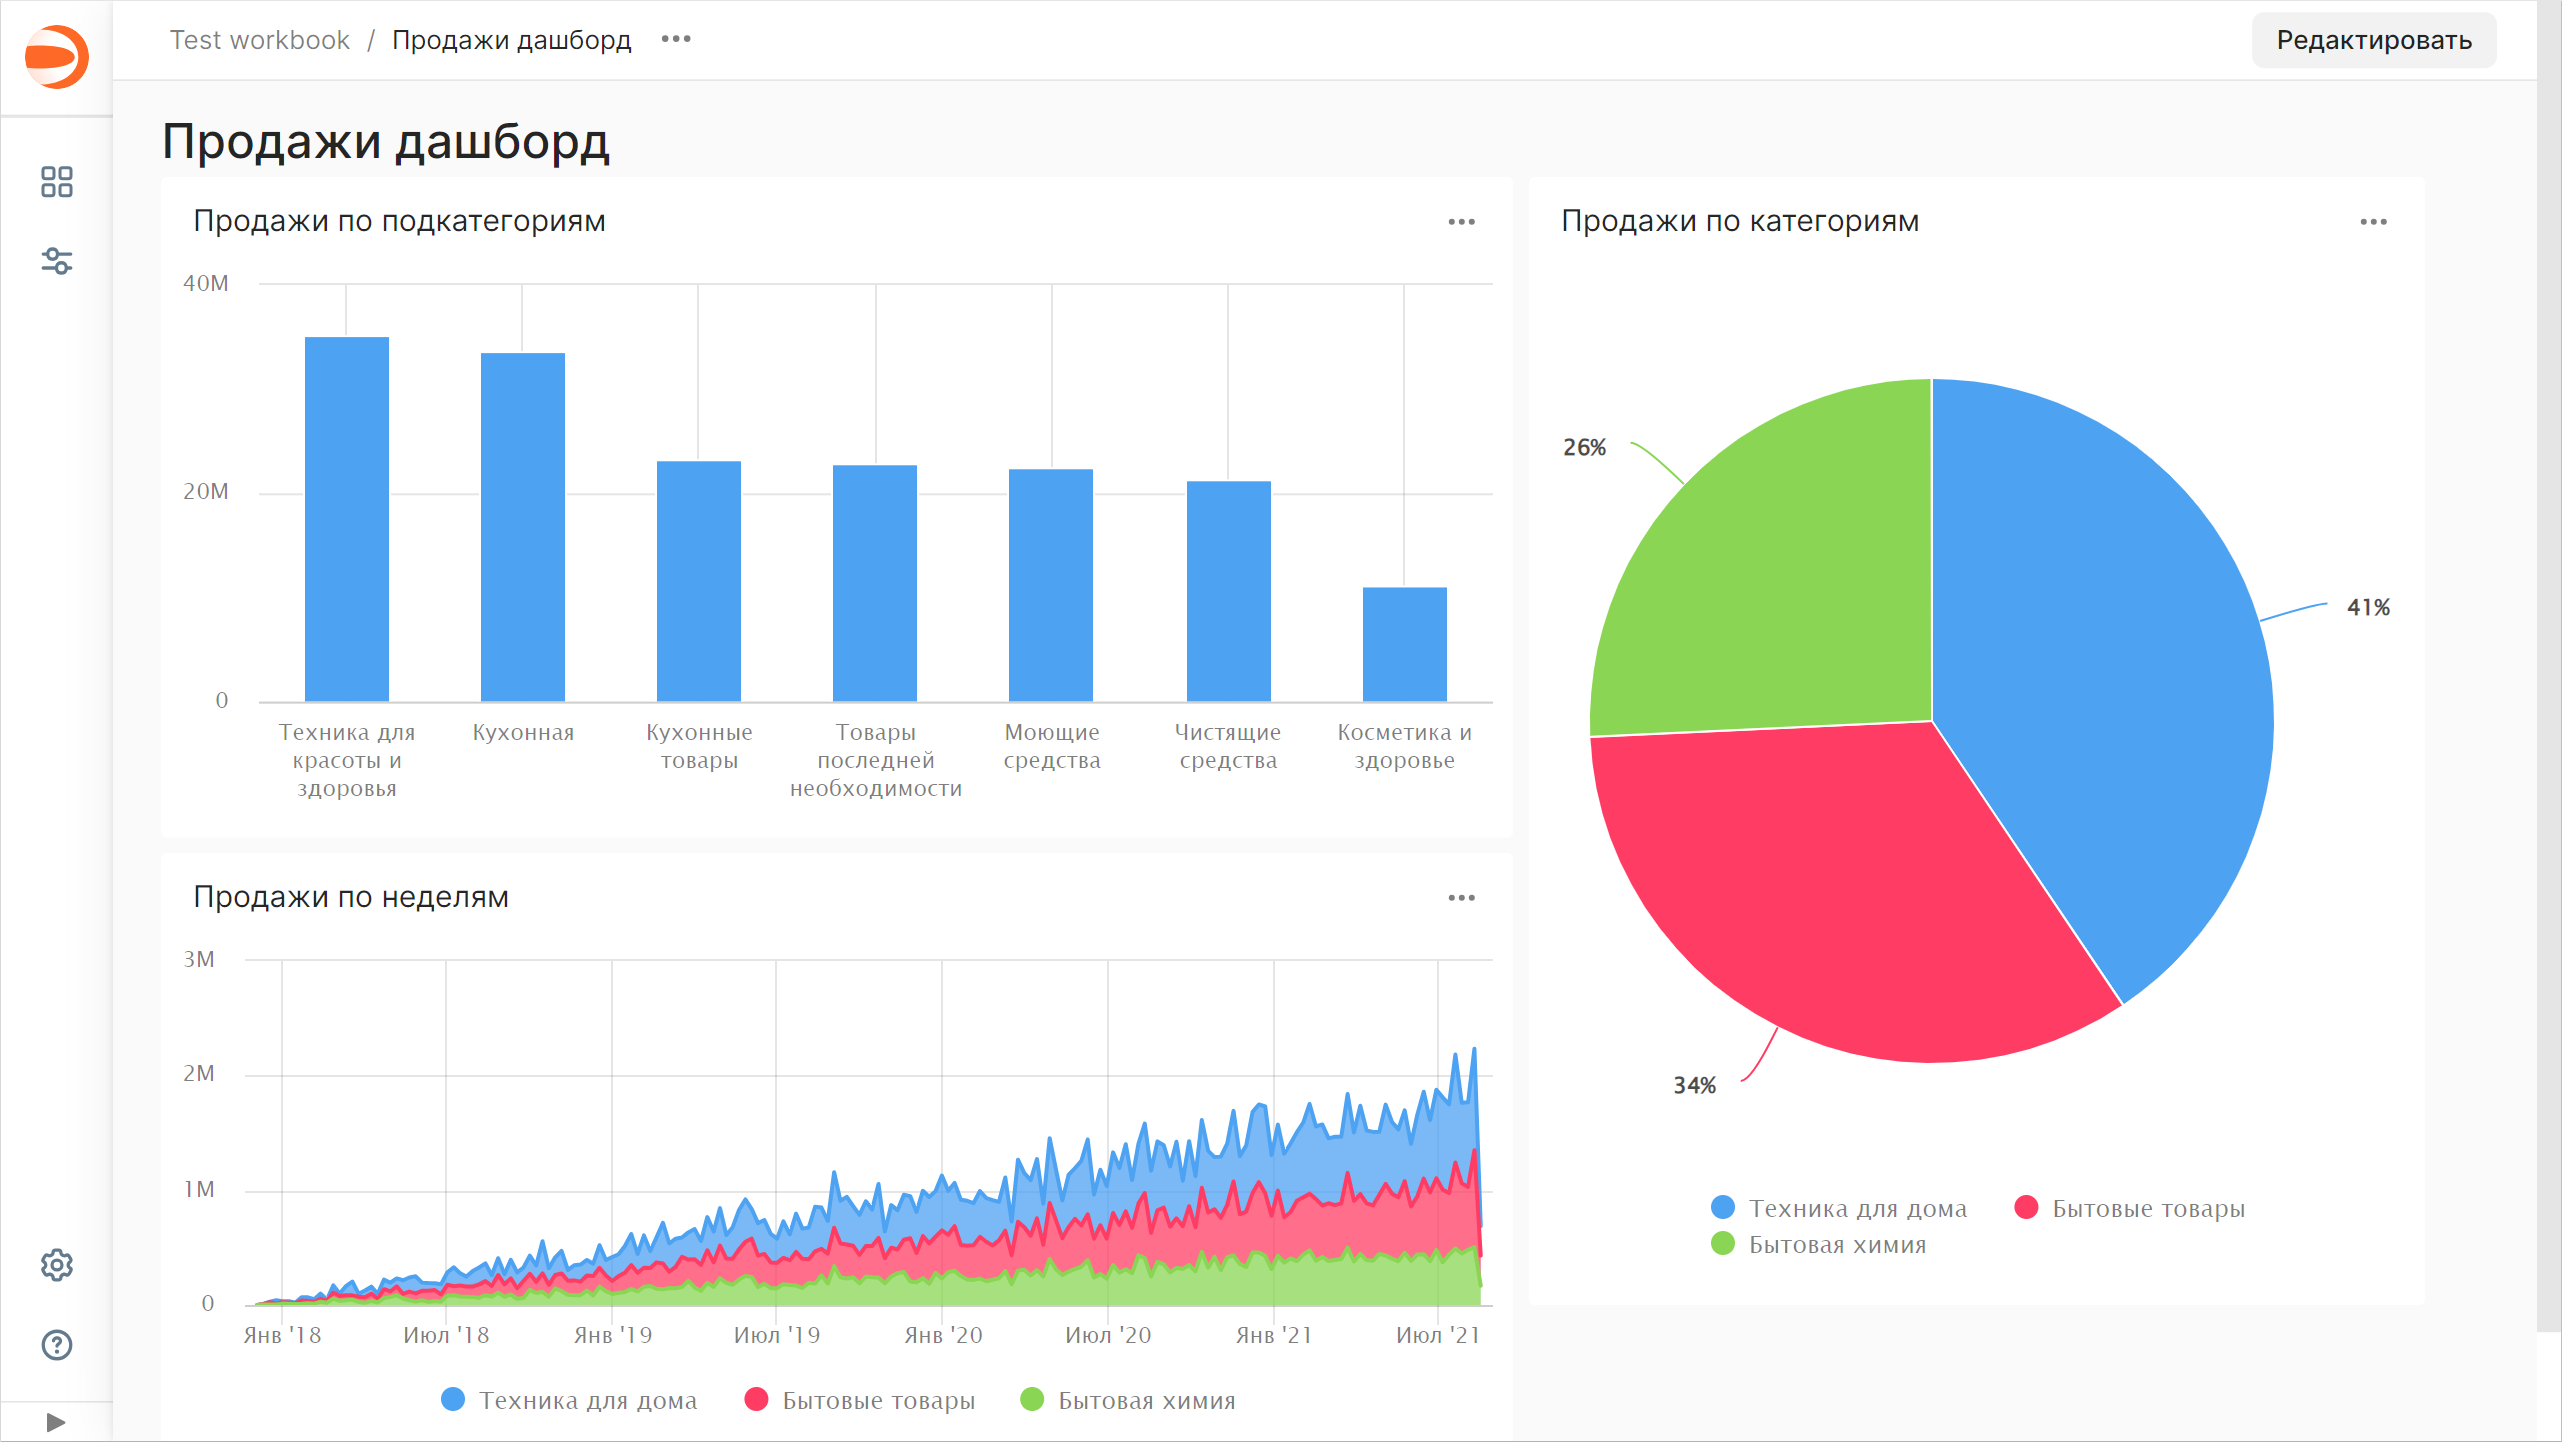 Test workbook / Продажи дашборд
Редактировать
Продажи дашборд
Продажи по подкатегориям
40M
20M
0
Техника для
красоты и
здоровья
Кухонная
Кухонные
товары
Товары
последней
необходимости
Моющие
средства
Чистящие
средства
Косметика и
здоровье
Продажи по категориям
26%
41%
34%
Техника для дома
Бытовые товары
Бытовая химия
Продажи по неделям
3M
2M
1M
0
Янв '18
Июл '18
Янв '19
Июл '19
Янв '20
Июл '20
Янв '21
Июл '21
Техника для дома
Бытовые товары
Бытовая химия